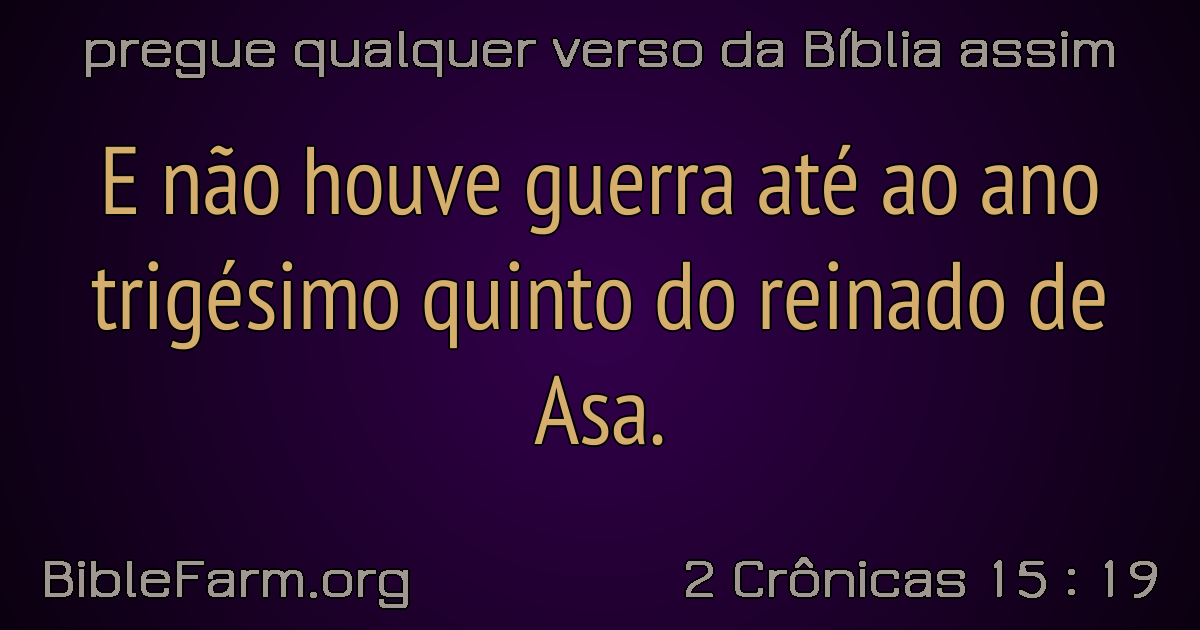 pregue qualquer verso da Bíblia assim
E não houve guerra até ao ano
trigésimo quinto do reinado de
Asa.
BibleFarm.org
2 Crônicas 15 : 19